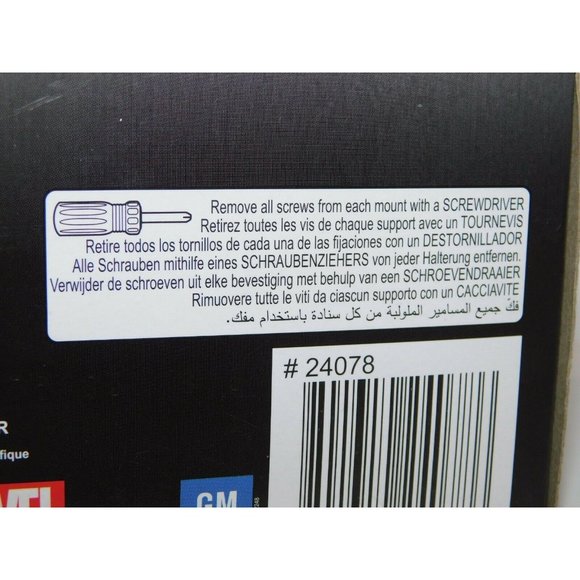 Remove all screws from each mount with a SCREWDRIVER
Retirez toutes les vis de chaque support avec un TOURNEVIS
Retire todos los tornillos de cada una de las fijaciones con un DESTORNILLADOR
Alle Schrauben mithilfe eines SCHRAUBENZIEHERS von jeder Halterung entfernen.
Verwijder de schroeven uit elke bevestiging met behulp van een SCHROEVENDRAAIER
Rimuovere tutte le viti da ciascun supporto con un CACCIAVITE
فكّ جميع المسامير الملولبة من كل سنادة باستخدام مفك.
# 24078
R
fique
GM